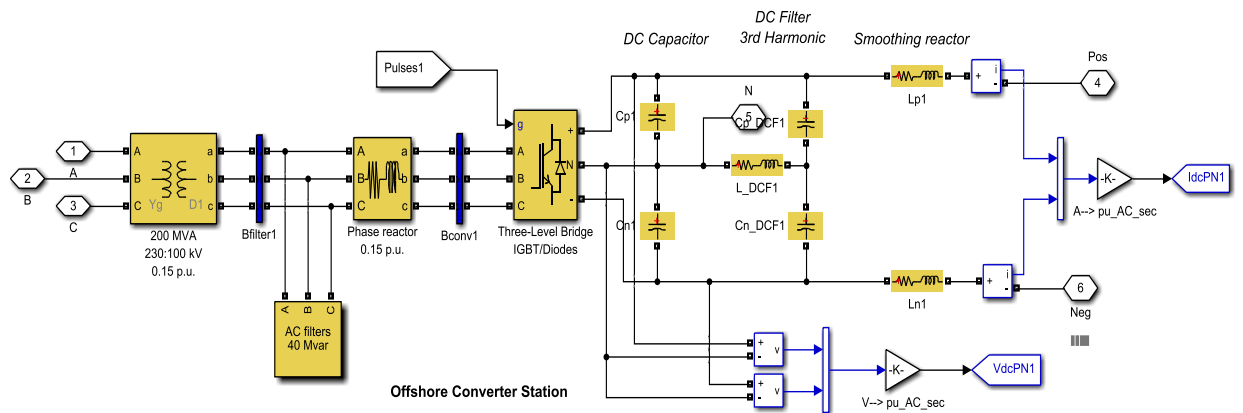 DC Filter
DC Capacitor
3rd Harmonic
Smoothing reactor
Pulses1
g
+
A
N
B
-
C
Three-Level Bridge
IGBT/Diodes
1
A
2
B
3
C
A
B
C
a
b
c
Yg
D1
200 MVA
230:100 kV
0.15 p.u.
Bfilter1
A
B
C
a
b
c
Phase reactor
0.15 p.u.
Bconv1
A
B
C
AC filters
40 Mvar
Cp1
Cn1
N
5
Cp_DCF1
L_DCF1
Cn_DCF1
Lp1
+
i
-
Pos
4
Ln1
+
i
-
6
Neg
-K-
A--> pu_AC_sec
IdcPN1
+
-
v
+
-
v
-K-
V--> pu_AC_sec
VdcPN1
Offshore Converter Station